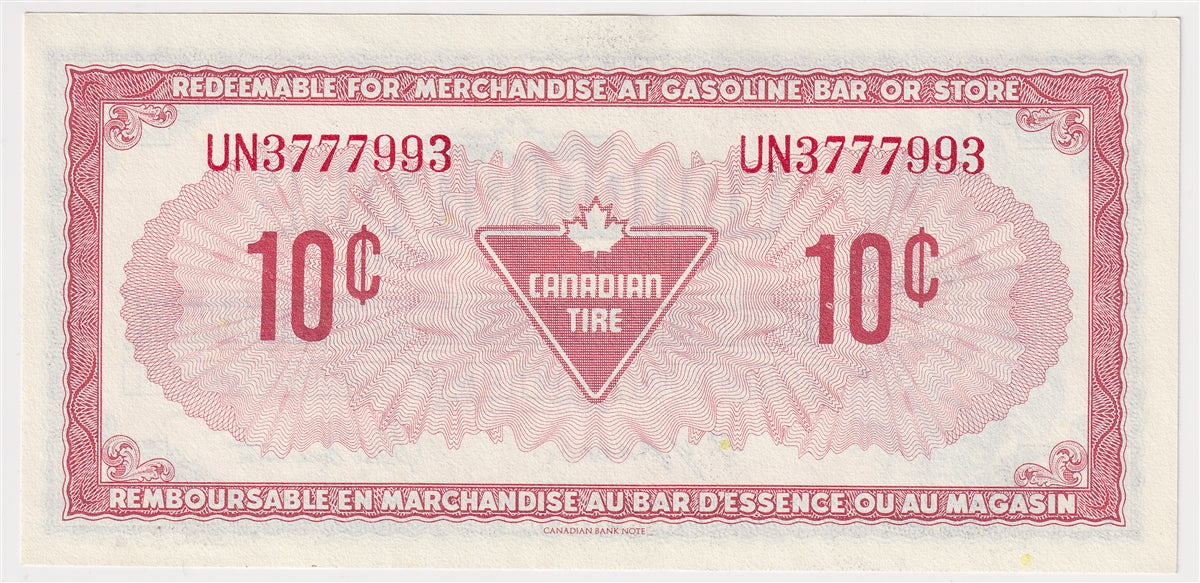 REDEEMABLE FOR MERCHANDISE AT GASOLINE BAR OR STORE
UN3777993 UN3777993
10¢ 10¢
CANADIAN
TIRE
REMBOURSABLE EN MARCHANDISE AU BAR D'ESSENCE OU AU MAGASIN
CANADIAN BANK NOTE